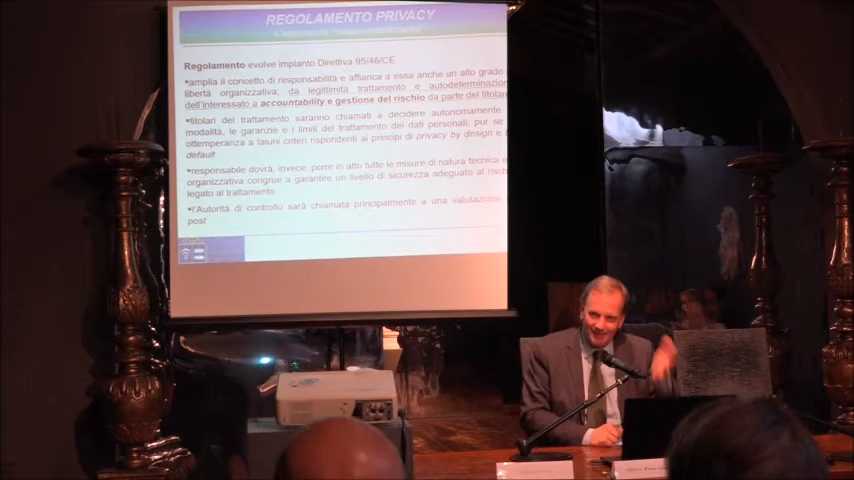 REGOLAMENTO PRIVACY
Regolamento evolve impianto Direttiva 95/46/CE
▪amplia il concetto di responsabilità e affianca a essa anche un alto grado
libertà organizzativa: da legittimità trattamento e autodeterminazion
dell'interessato a accountability e gestione del rischio da parte del titolar
▪titolari del trattamento saranno chiamati a decidere autonomamente
modalità, le garanzie e i limiti del trattamento dei dati personali, pur se
ottemperanza a taluni criteri rispondenti ai principi di privacy by design e
default
▪responsabile dovrà, invece, porre in atto tutte le misure di natura tecnica e
organizzativa congrue a garantire un livello di sicurezza adeguato al risch
legato al trattamento
▪l'Autorità di controllo sarà chiamata principalmente a una valutazione
post